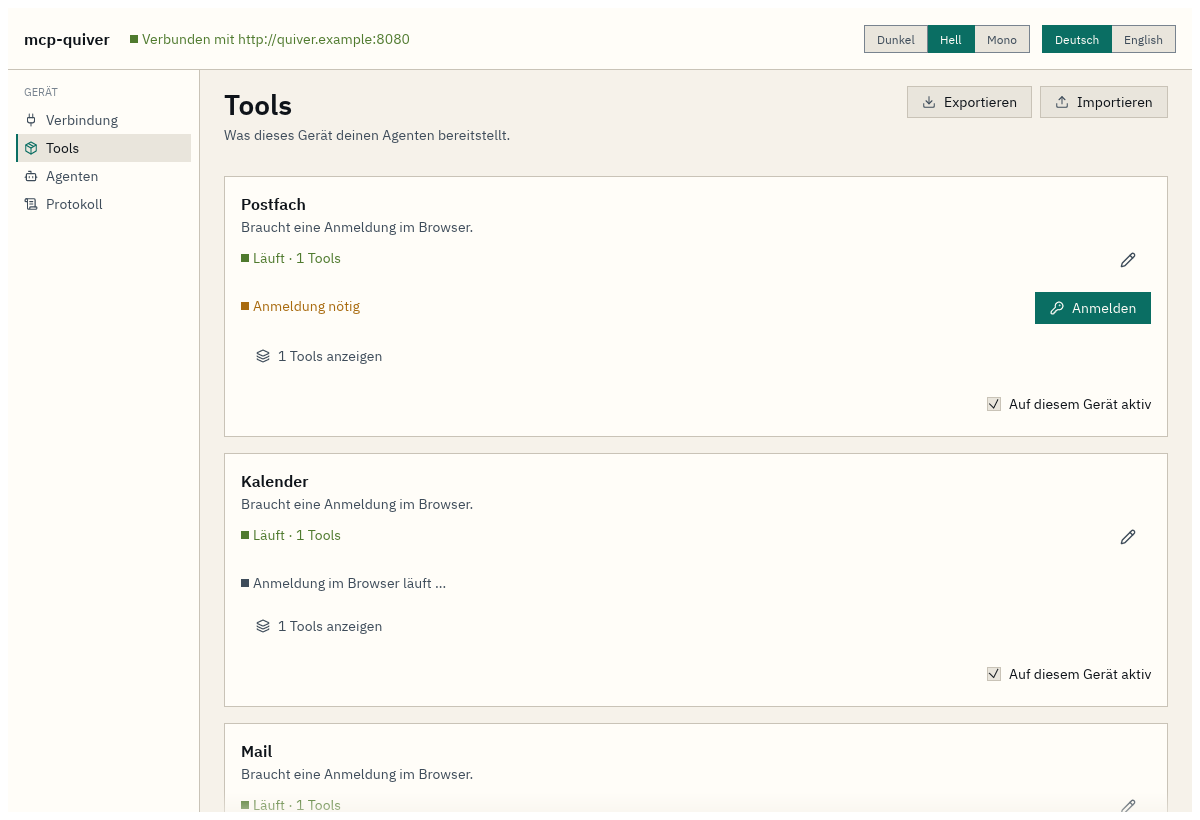 mcp-quiver
Verbunden mit http://quiver.example:8080
Dunkel Hell Mono
Deutsch English
GERÄT
Verbindung
Tools
Agenten
Protokoll
Tools
Was dieses Gerät deinen Agenten bereitstellt.
Exportieren
Importieren
Postfach
Braucht eine Anmeldung im Browser.
Läuft · 1 Tools
Anmeldung nötig
Anmelden
1 Tools anzeigen
Auf diesem Gerät aktiv
Kalender
Braucht eine Anmeldung im Browser.
Läuft · 1 Tools
Anmeldung im Browser läuft …
1 Tools anzeigen
Auf diesem Gerät aktiv
Mail
Braucht eine Anmeldung im Browser.
Läuft · 1 Tools